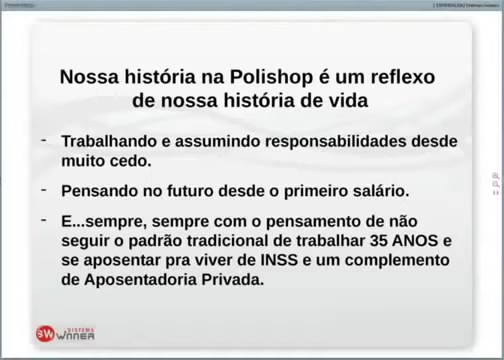 Nossa história na Polishop é um reflexo
de nossa história de vida
- Trabalhando e assumindo responsabilidades desde
muito cedo.
- Pensando no futuro desde o primeiro salário.
- E...sempre, sempre com o pensamento de não
seguir o padrão tradicional de trabalhar 35 ANOS e
se aposentar pra viver de INSS e um complemento
de Aposentadoria Privada.
SISTEMA
SW WINNER